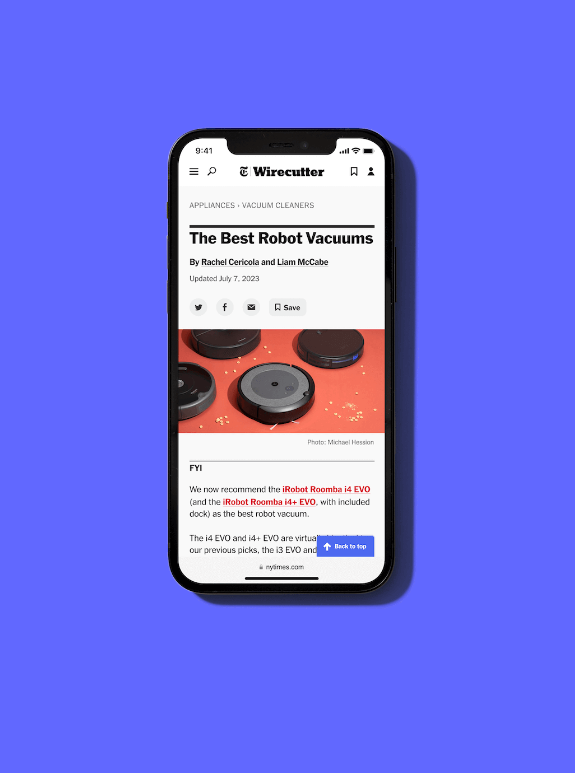 9:41
T Wirecutter
APPLIANCES › VACUUM CLEANERS
The Best Robot Vacuums
By Rachel Cericola and Liam McCabe
Updated July 7, 2023
Save
Photo: Michael Hession
FYI
We now recommend the iRobot Roomba i4 EVO
(and the iRobot Roomba i4+ EVO, with included
dock) as the best robot vacuum.
The i4 EVO and i4+ EVO are
our previous picks, the i3 EVO and
Back to top
nytimes.com